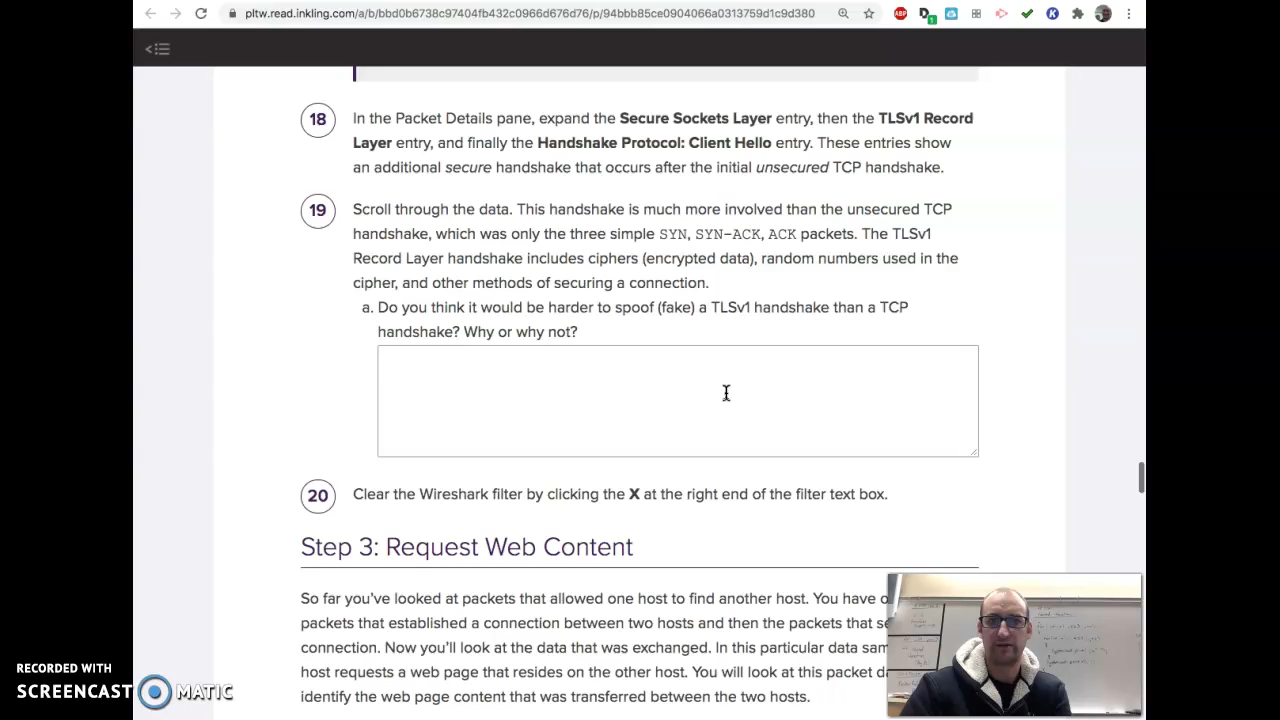 pltw.read.inkling.com/a/b/bbd0b6738c97404fb432c0966d676d76/p/94bbb85ce0904066a0313759d1c9d380
ABP
D
1
K
<
18
In the Packet Details pane, expand the Secure Sockets Layer entry, then the TLSv1 Record
Layer entry, and finally the Handshake Protocol: Client Hello entry. These entries show
an additional secure handshake that occurs after the initial unsecured TCP handshake.
19
Scroll through the data. This handshake is much more involved than the unsecured TCP
handshake, which was only the three simple SYN, SYN-ACK, ACK packets. The TLSv1
Record Layer handshake includes ciphers (encrypted data), random numbers used in the
cipher, and other methods of securing a connection.
a. Do you think it would be harder to spoof (fake) a TLSv1 handshake than a TCP
handshake? Why or why not?
20
Clear the Wireshark filter by clicking the X at the right end of the filter text box.
Step 3: Request Web Content
So far you've looked at packets that allowed one host to find another host. You have
packets that established a connection between two hosts and then the packets that
connection. Now you'll look at the data that was exchanged. In this particular data
host requests a web page that resides on the other host. You will look at this packet
identify the web page content that was transferred between the two hosts.
RECORDED WITH
SCREENCAST MATIC